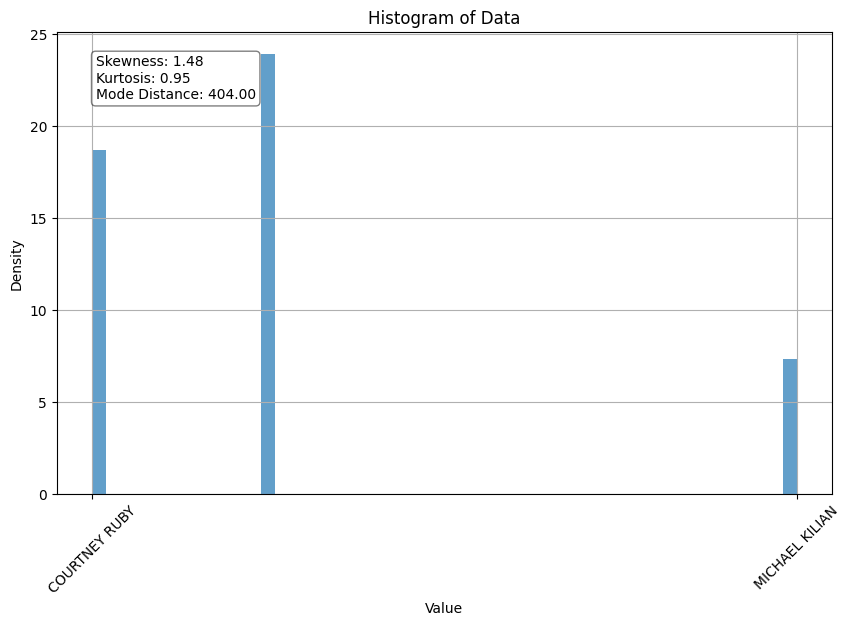 Histogram of Data
25
20
15
10
5
0
Density
Skewness: 1.48
Kurtosis: 0.95
Mode Distance: 404.00
COURTNEY RUBY
MICHAEL KILIAN
Value